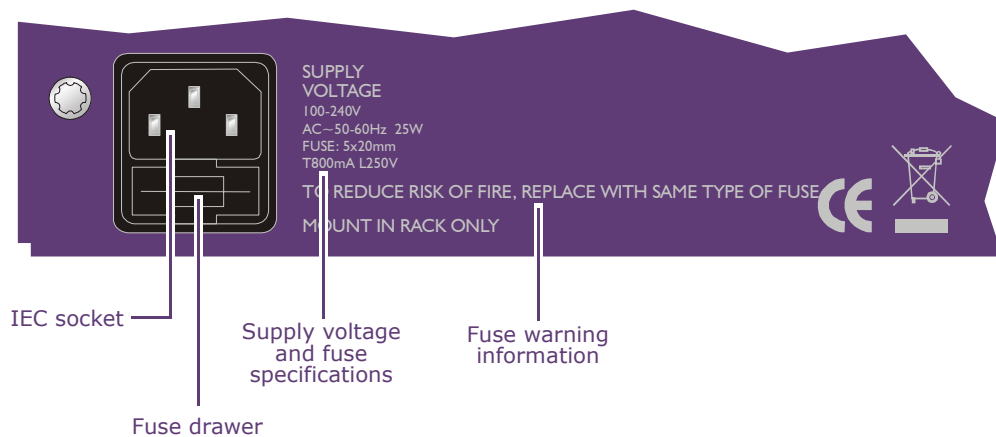 SUPPLY
VOLTAGE
100-240V
AC~50-60Hz 25W
FUSE: 5x20mm
T800mA L250V
TO REDUCE RISK OF FIRE, REPLACE WITH SAME TYPE OF FUSE
MOUNT IN RACK ONLY
CE
IEC socket
Supply voltage
and fuse
specifications
Fuse warning
information
Fuse drawer